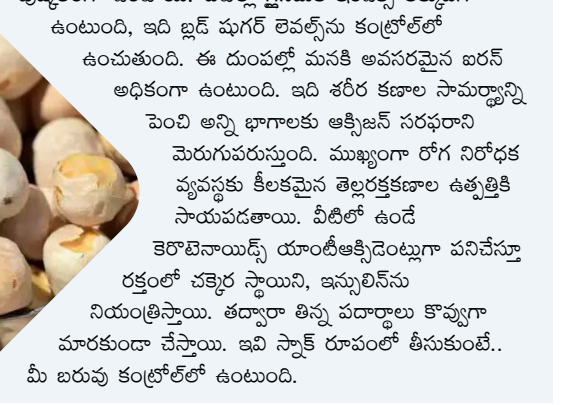 ఉంటుంది, ఇది బ్లడ్ షుగర్ లెవల్స్‌ను కంట్రోల్‌లో
ఉంచుతుంది. ఈ దుంపల్లో మనకి అవసరమైన ఐరన్
అధికంగా ఉంటుంది. ఇది శరీర కణాల సామర్థ్యాన్ని
పెంచి అన్ని భాగాలకు ఆక్సిజన్ సరఫరాని
మెరుగుపరుస్తుంది. ముఖ్యంగా రోగ నిరోధక
వ్యవస్థకు కీలకమైన తెల్లరక్తకణాల ఉత్పత్తికి
సాయపడతాయి. వీటిలో ఉండే
కెరొటెనాయిడ్స్ యాంటీఆక్సిడెంట్లుగా పనిచేస్తూ
రక్తంలో చక్కెర స్థాయిని, ఇన్సులిన్‌ను
నియంత్రిస్తాయి. తద్వారా తిన్న పదార్థాలు కొవ్వుగా
మారకుండా చేస్తాయి. ఇవి స్నాక్ రూపంలో తీసుకుంటే..
మీ బరువు కంట్రోల్‌లో ఉంటుంది.